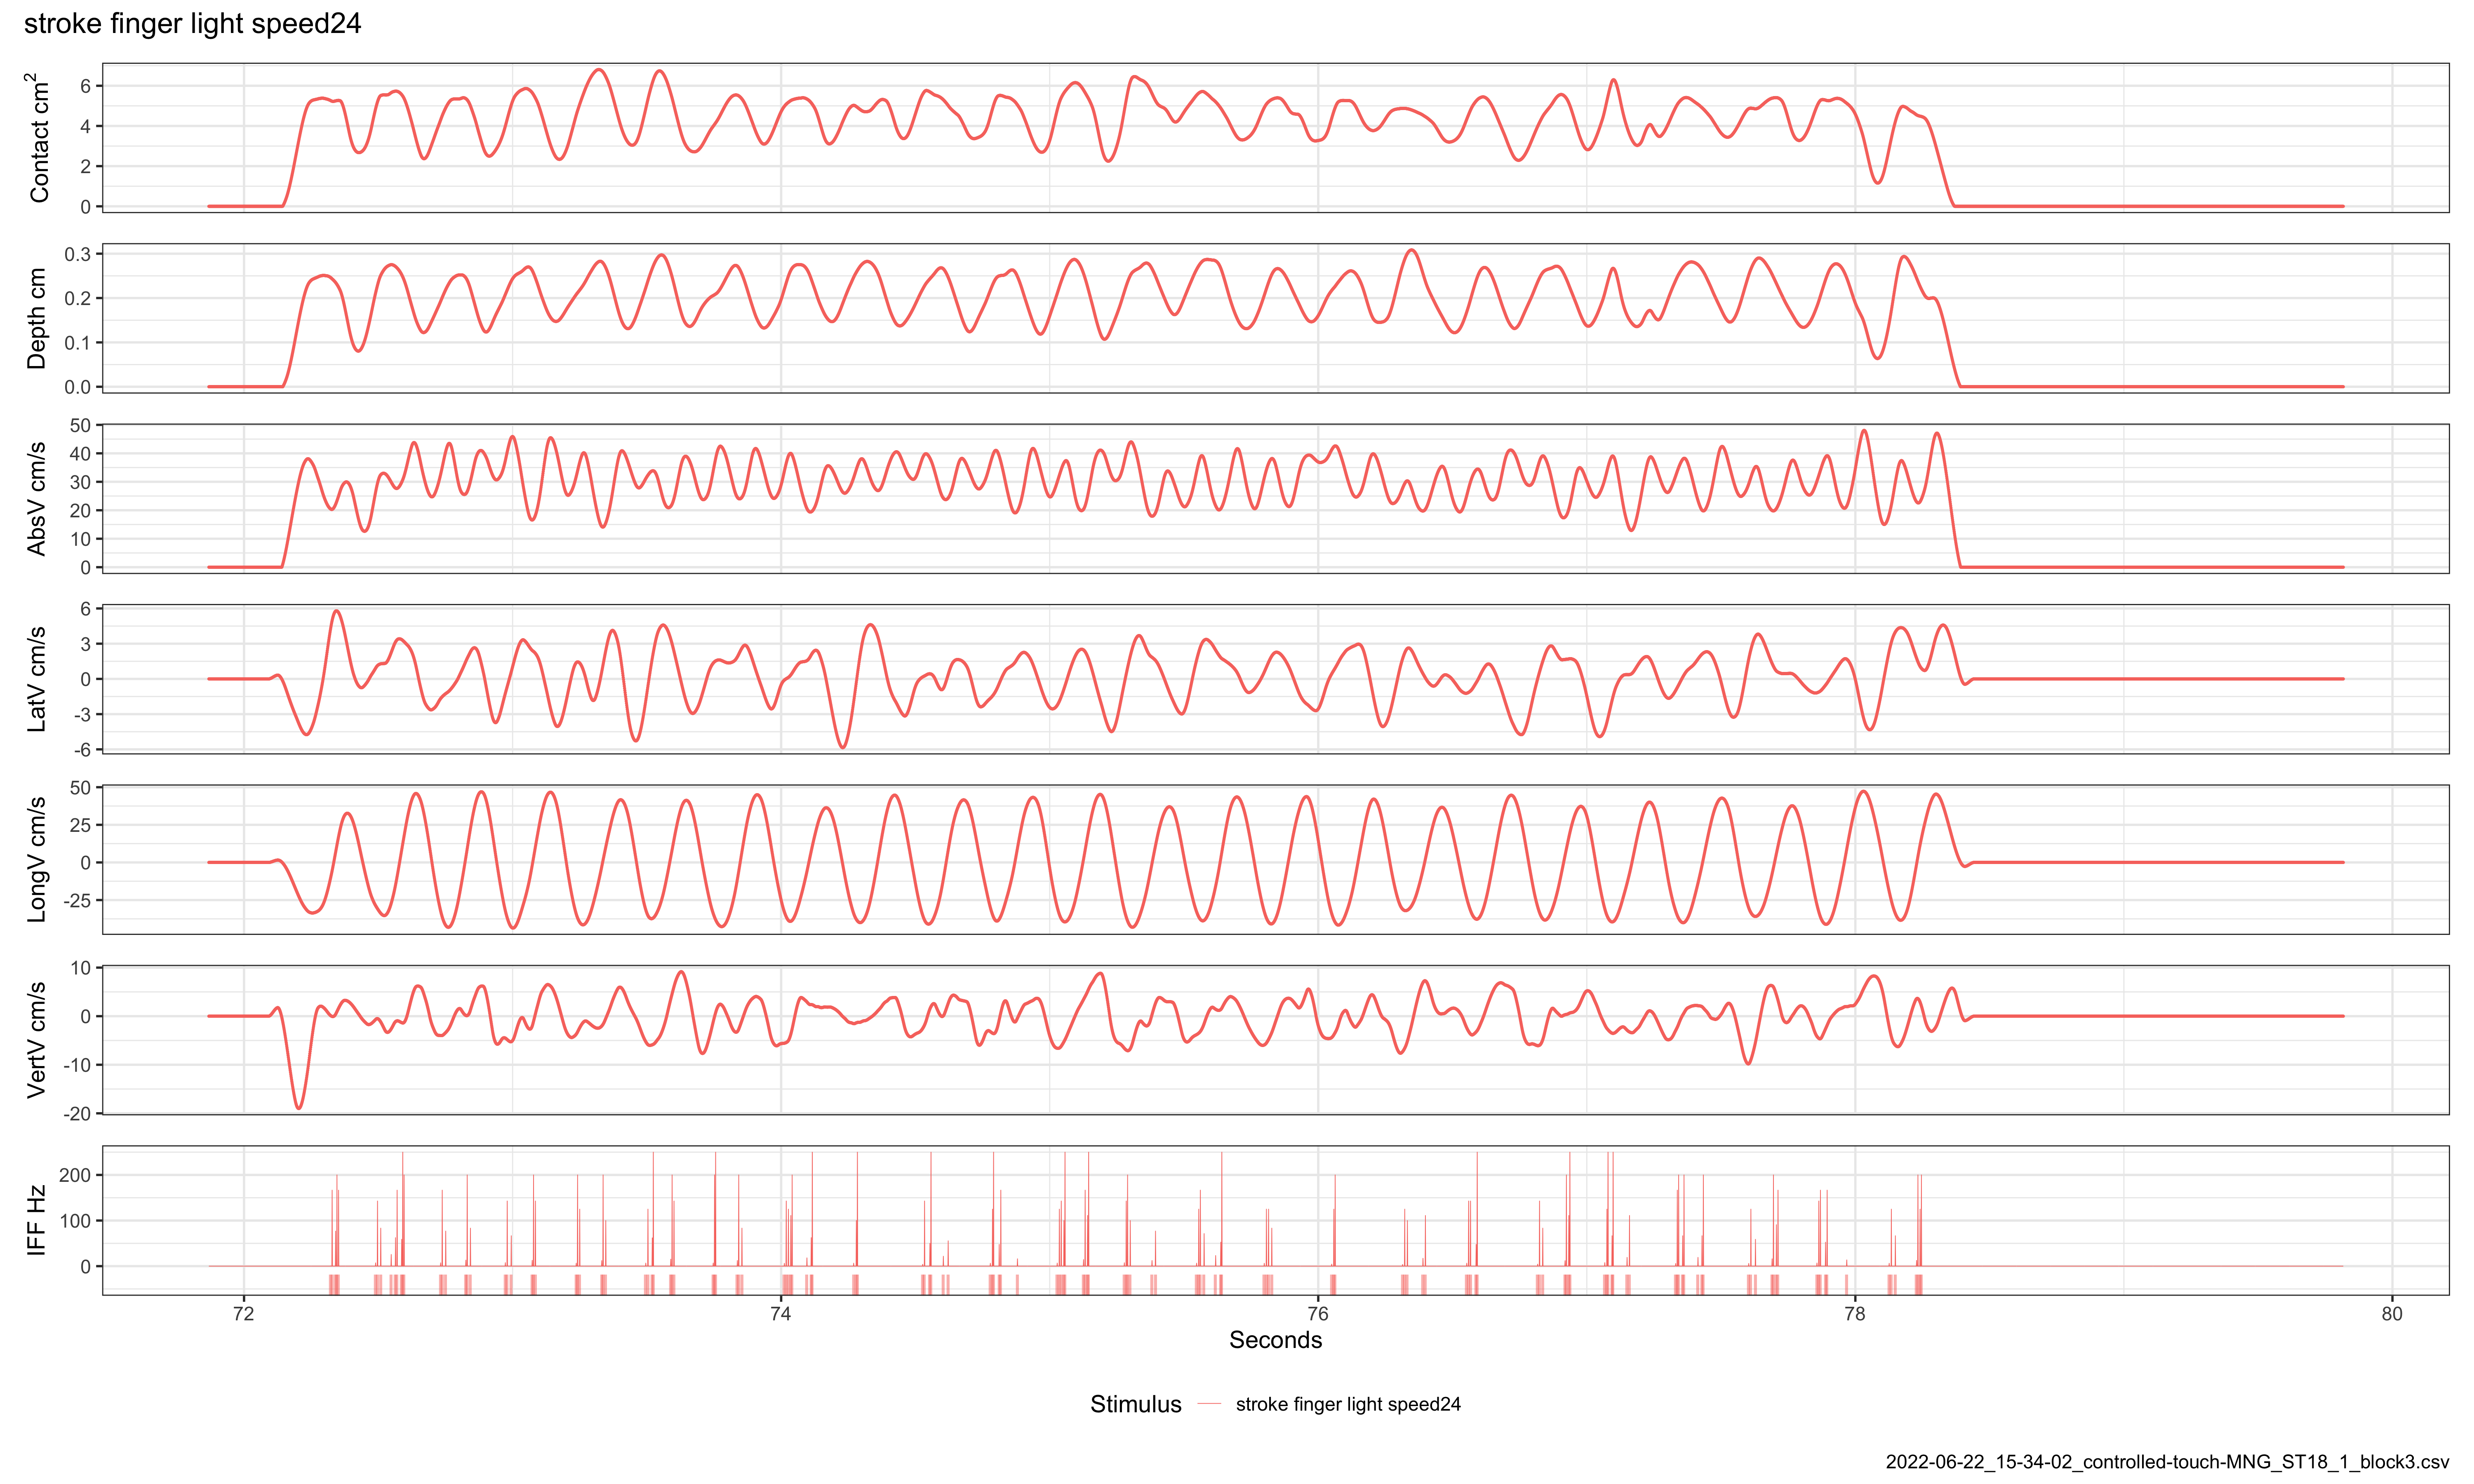 stroke finger light speed24
Contact cm2
6
4
2
0
Depth cm
0.3
0.2
0.1
0.0
AbsV cm/s
50
40
30
20
10
0
LatV cm/s
6
3
0
-3
-6
LongV cm/s
50
25
0
-25
VertV cm/s
10
0
-10
-20
IFF Hz
200
100
0
72 74 76 78 80
Seconds
Stimulus stroke finger light speed24
2022-06-22_15-34-02_controlled-touch-MNG_ST18_1_block3.csv